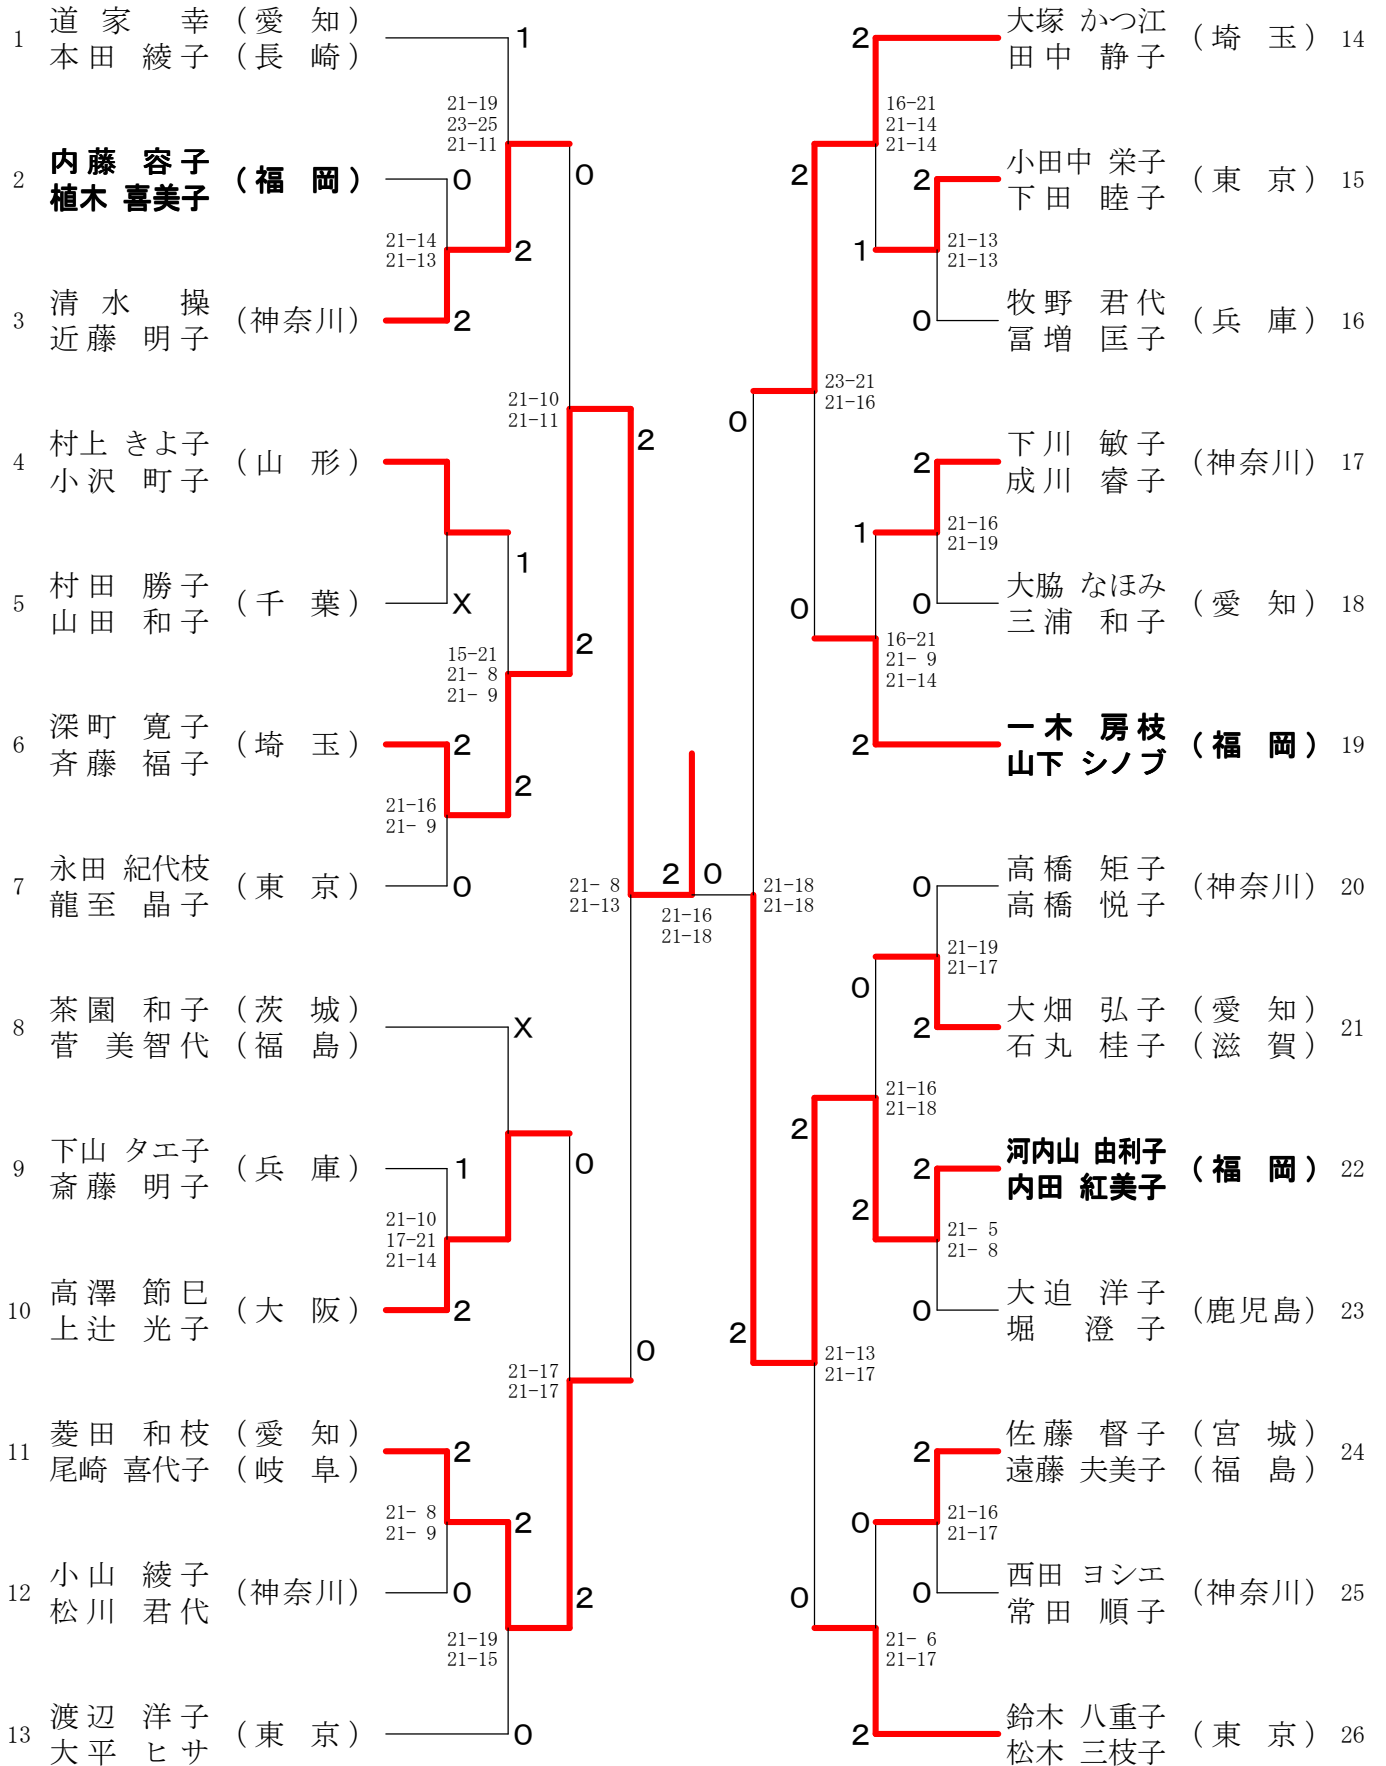 1 道家 幸 (愛 知)
本田 綾子 (長 崎)
1
21-19
23-25
21-11
2 内藤 容子 (福 岡)
植木 喜美子
0
0
21-14
21-13
2
3 清水 操 (神奈川)
近藤 明子
2
21-10
21-11
2
4 村上 きよ子 (山 形)
小沢 町子
1
5 村田 勝子 (千 葉)
山田 和子
X
15-21
21- 8
21- 9
2
6 深町 寛子 (埼 玉)
斉藤 福子
2
2
21-16
21- 9
7 永田 紀代枝 (東 京)
龍至 晶子
0
21- 8
21-13
2 0
21-16
21-18
8 茶園 和子 (茨 城)
菅 美智代 (福 島)
X
9 下山 タエ子 (兵 庫)
斎藤 明子
1
0
21-10
17-21
21-14
10 高澤 節巳 (大 阪)
上辻 光子
2
0
21-17
21-17
11 菱田 和枝 (愛 知)
尾崎 喜代子 (岐 阜)
2
21- 8
21- 9
2
12 小山 綾子 (神奈川)
松川 君代
0
2
21-19
21-15
13 渡辺 洋子 (東 京)
大平 ヒサ
0
2
大塚 かつ江 (埼 玉) 14
田中 静子
16-21
21-14
21-14
2
2
小田中 栄子 (東 京) 15
下田 睦子
1
21-13
21-13
0
牧野 君代 (兵 庫) 16
冨増 匡子
23-21
21-16
0
2
下川 敏子 (神奈川) 17
成川 睿子
1
21-16
21-19
0
0
大脇 なほみ (愛 知) 18
三浦 和子
16-21
21- 9
21-14
2
一木 房枝 (福 岡) 19
山下 シノブ
21-18
21-18
0
高橋 矩子 (神奈川) 20
高橋 悦子
21-19
21-17
0
2
大畑 弘子 (愛 知) 21
石丸 桂子 (滋 賀)
21-16
21-18
2
2
河内山 由利子 (福 岡) 22
内田 紅美子
2
21- 5
21- 8
0
大迫 洋子 (鹿児島) 23
堀 澄子
2
21-13
21-17
2
佐藤 督子 (宮 城) 24
遠藤 夫美子 (福 島)
0
21-16
21-17
0
0
西田 ヨシエ (神奈川) 25
常田 順子
21- 6
21-17
2
鈴木 八重子 (東 京) 26
松木 三枝子